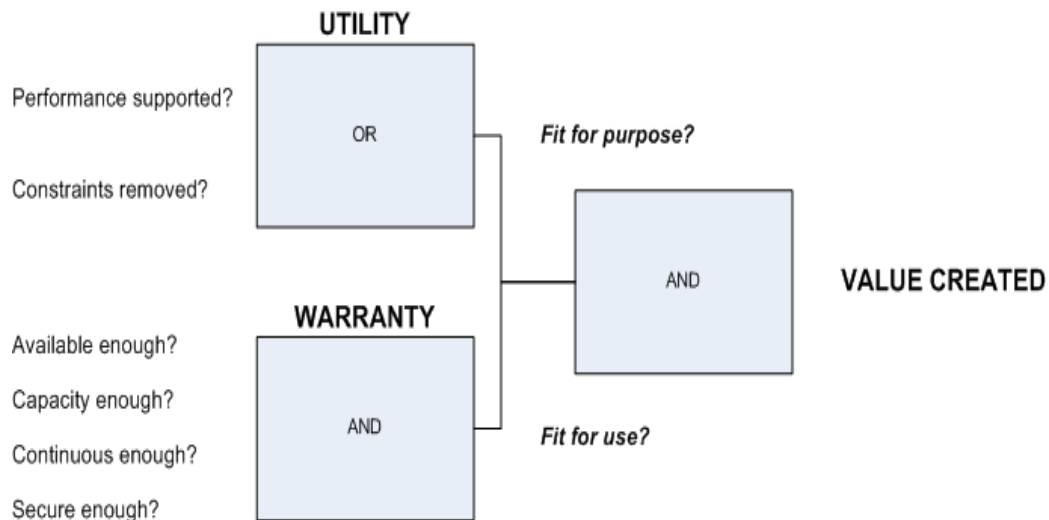 UTILITY
Performance supported?
OR
Fit for purpose?
Constraints removed?
AND
VALUE CREATED
WARRANTY
Available enough?
Capacity enough?
AND
Fit for use?
Continuous enough?
Secure enough?